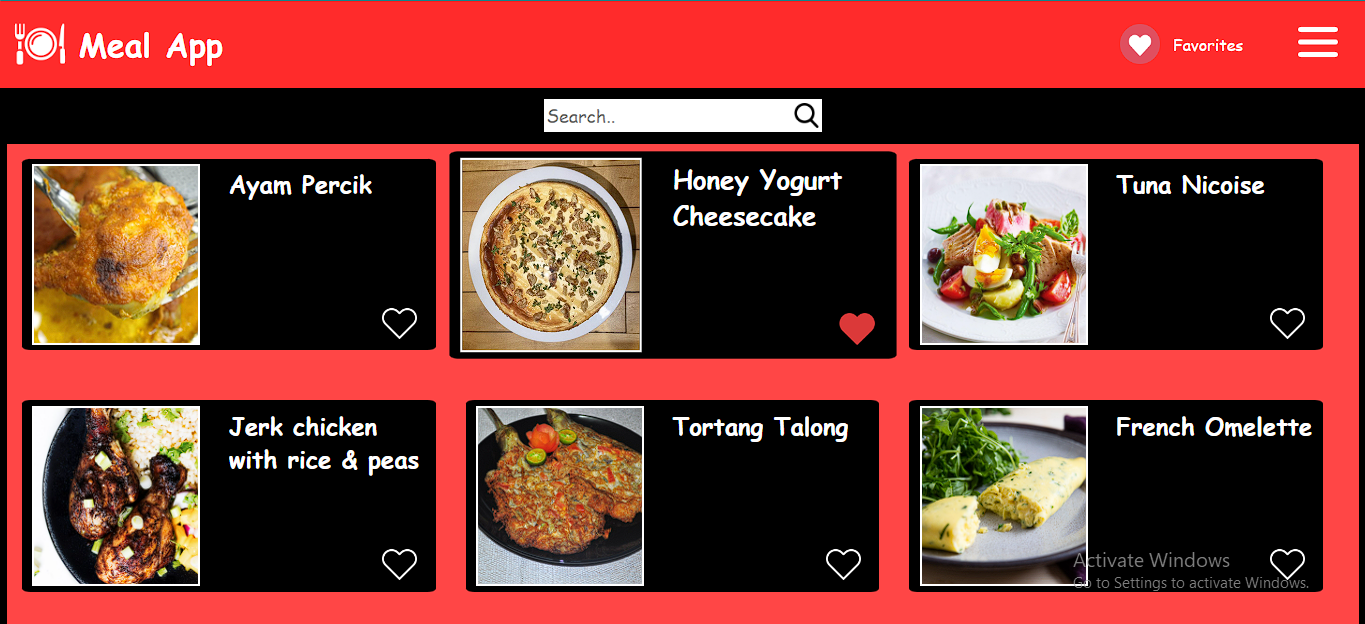 Meal App
Favorites
Search..
Ayam Percik
Honey Yogurt
Cheesecake
Tuna Nicoise
Jerk chicken
with rice & peas
Tortang Talong
French Omelette
Activate Windows
Go to Settings to activate Windows.